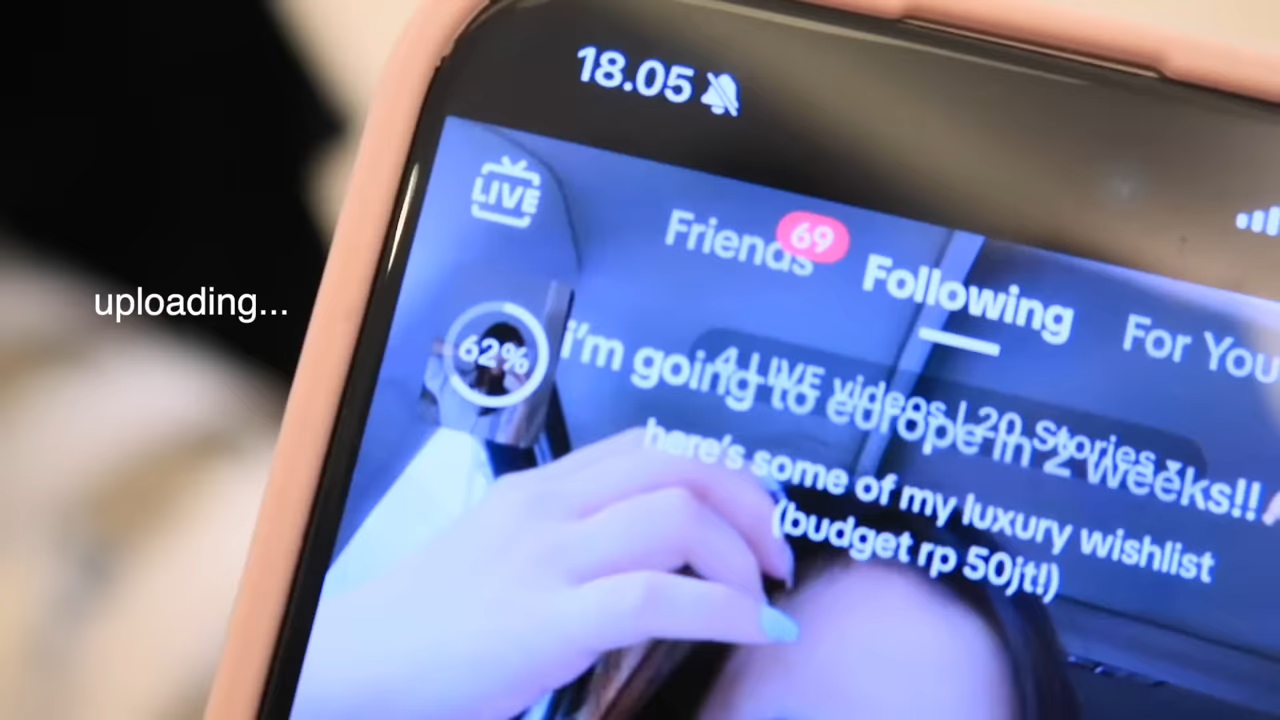 18.05
LIVE
Friends 69 Following For You
62%
4 LIVE videos | 20 Stories
i'm going to europe in 2 weeks!!
here's some of my luxury wishlist
(budget rp 50jt!)
uploading...